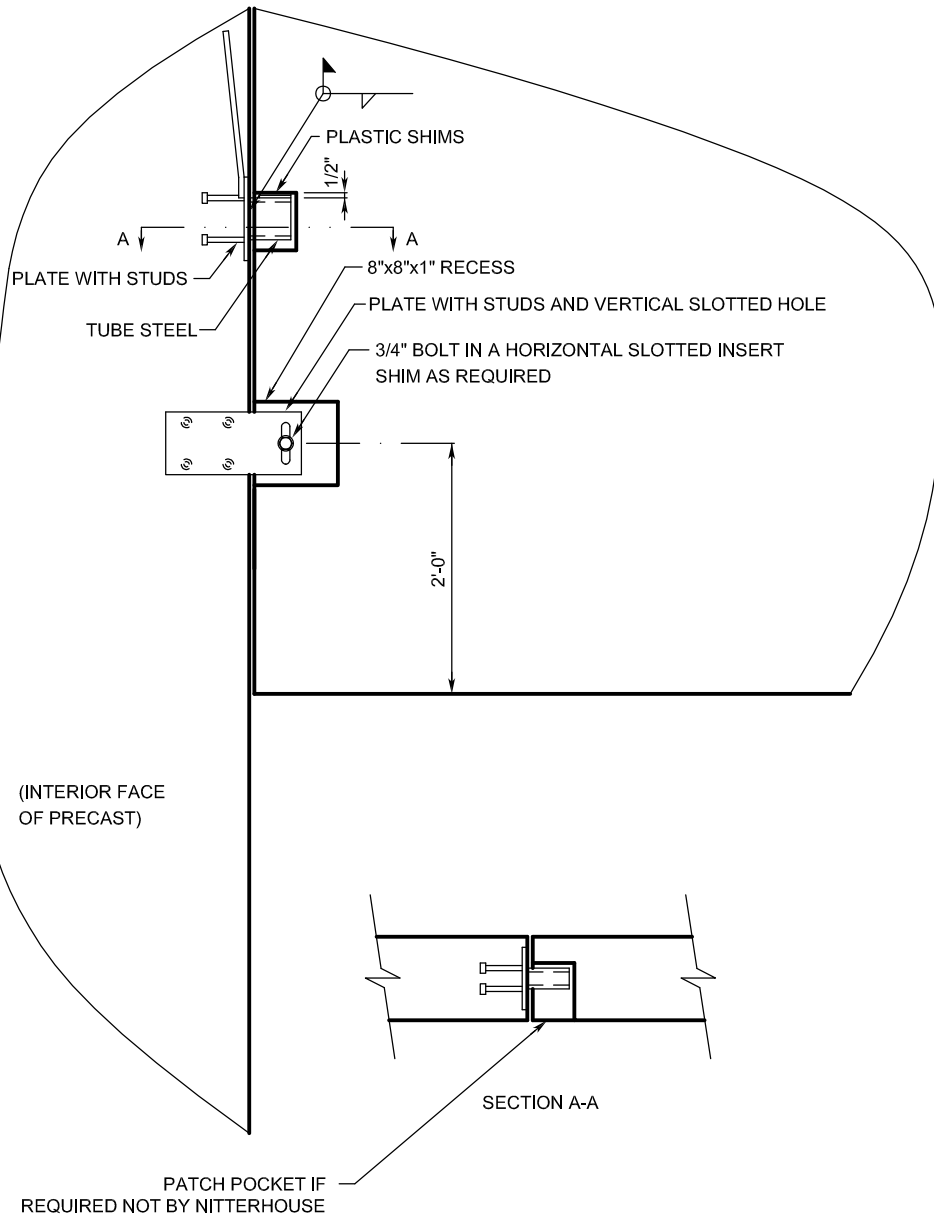 PLASTIC SHIMS
1/2"
A
A
PLATE WITH STUDS
8"x8"x1" RECESS
PLATE WITH STUDS AND VERTICAL SLOTTED HOLE
TUBE STEEL
3/4" BOLT IN A HORIZONTAL SLOTTED INSERT
SHIM AS REQUIRED
2'-0"
(INTERIOR FACE
OF PRECAST)
SECTION A-A
PATCH POCKET IF
REQUIRED NOT BY NITTERHOUSE